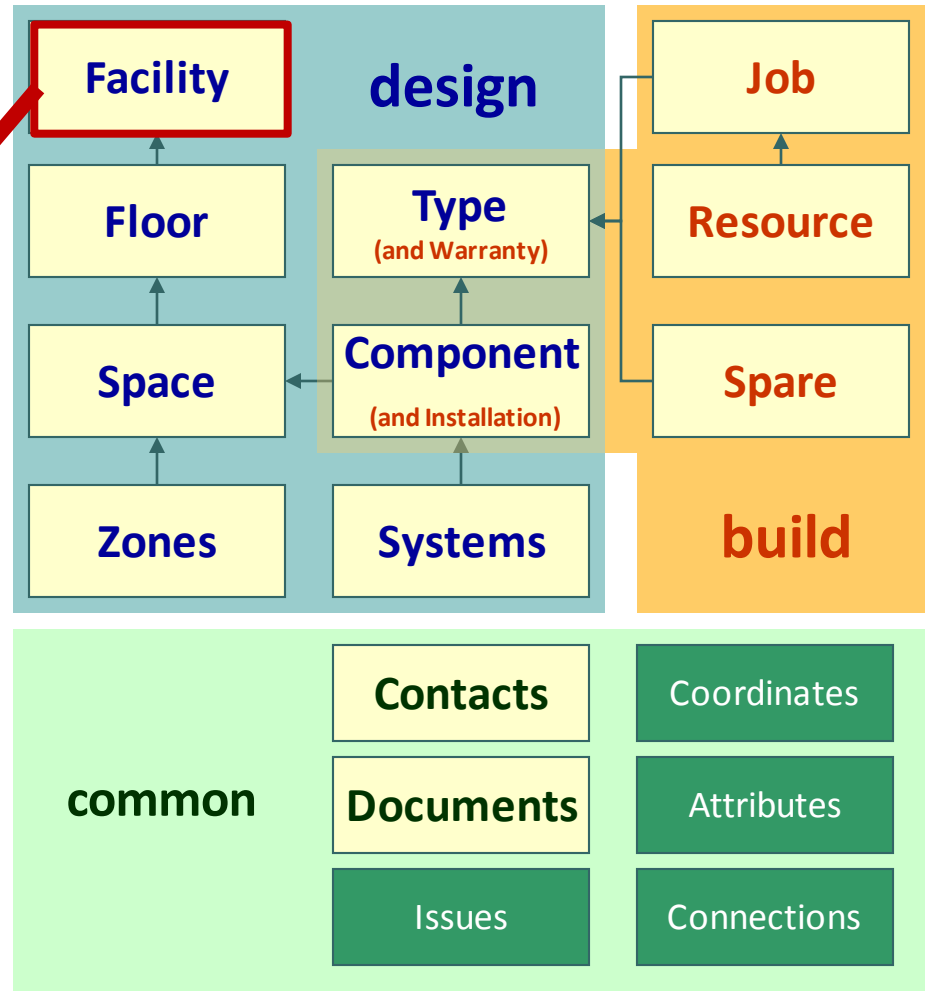 Facility
design
Job
Floor
Type
(and Warranty)
Resource
Space
Component
(and Installation)
Spare
Zones
Systems
build
common
Contacts
Coordinates
Documents
Attributes
Issues
Connections